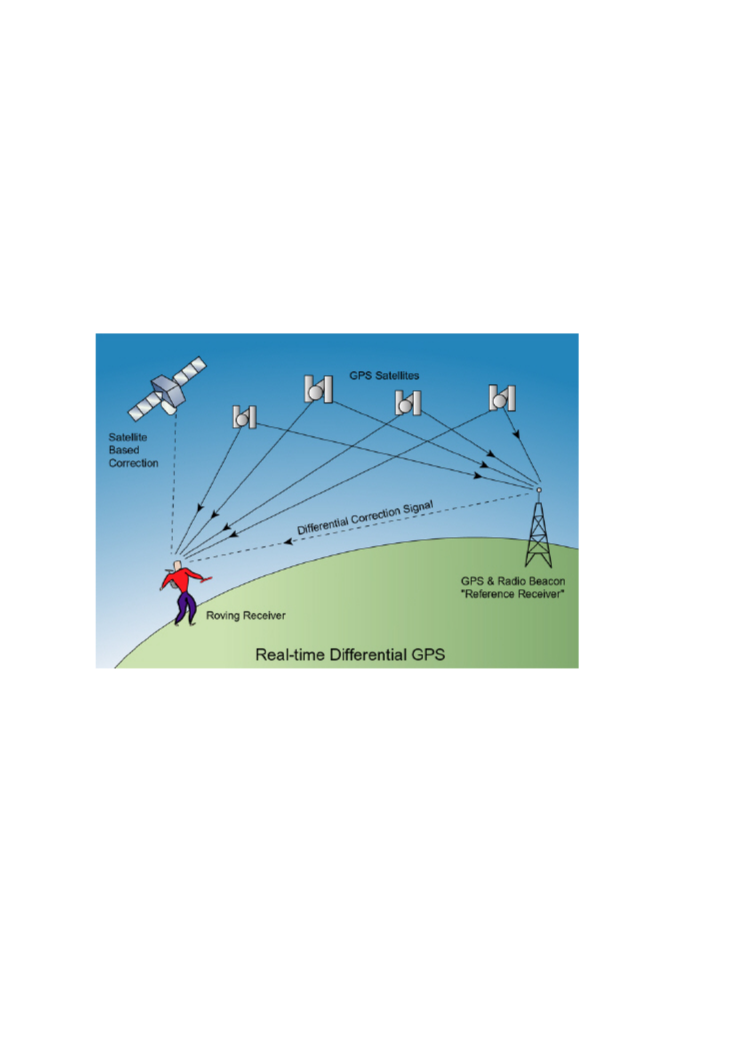 GPS Satellites
Satellite
Based
Correction
Differential Correction Signal
GPS & Radio Beacon
"Reference Receiver"
Roving Receiver
Real-time Differential GPS